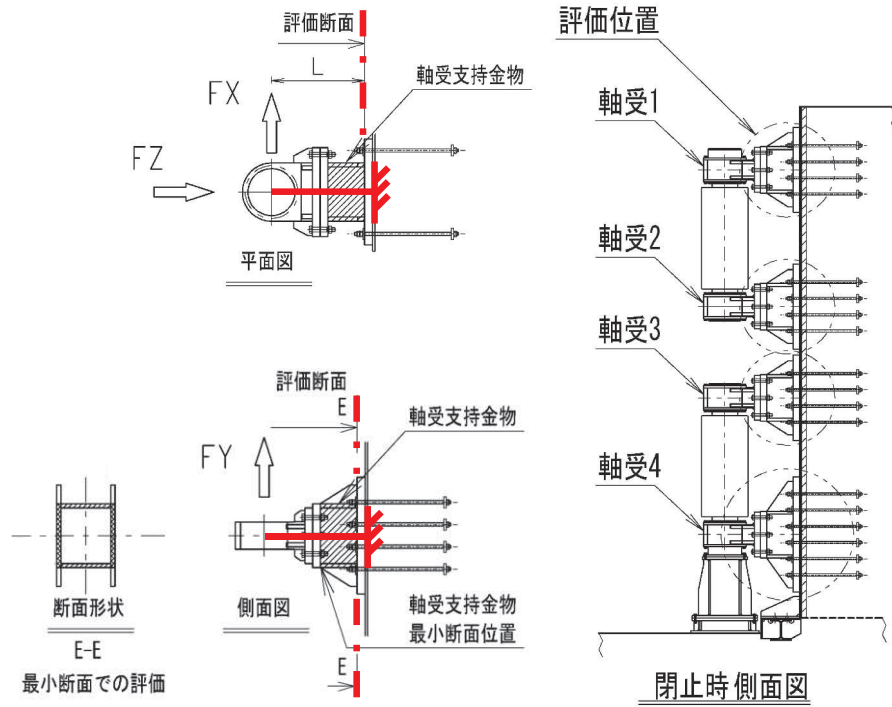 評価断面
L
軸受支持金物
FX
FZ
平面図
評価断面
E
軸受支持金物
FY
側面図
軸受支持金物
最小断面位置
E
断面形状
E-E
最小断面での評価
評価位置
軸受1
軸受2
軸受3
軸受4
閉止時側面図